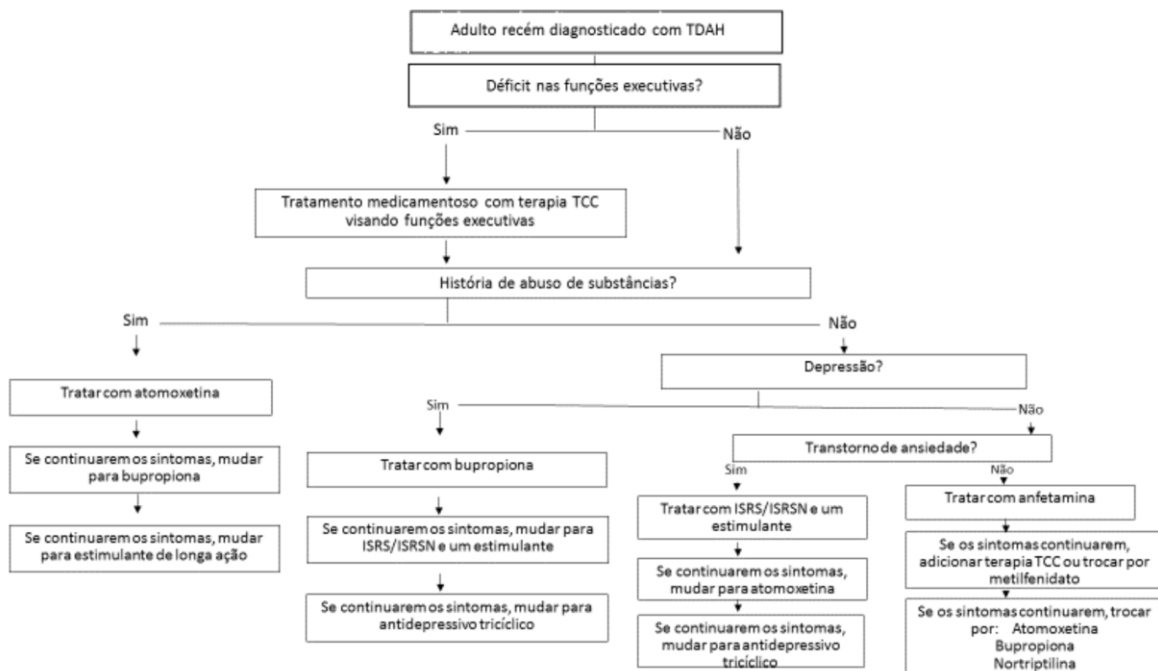 Adulto recém diagnosticado com TDAH
Déficit nas funções executivas?
Sim
Não
Tratamento medicamentoso com terapia TCC
visando funções executivas
História de abuso de substâncias?
Sim
Não
Depressão?
Tratar com atomoxetina
Sim
Não
Transtorno de ansiedade?
Se continuarem os sintomas, mudar
para bupropiona
Tratar com bupropiona
Sim
Não
Tratar com ISRS/ISRSN e um
estimulante
Tratar com anfetamina
Se continuarem os sintomas, mudar
para estimulante de longa ação
Se continuarem os sintomas, mudar para
ISRS/ISRSN e um estimulante
Se os sintomas continuarem,
adicionar terapia TCC ou trocar por
metilfenidato
Se continuarem os sintomas,
mudar para atomoxetina
Se continuarem os sintomas, mudar para
antidepressivo tricíclico
Se continuarem os sintomas,
mudar para antidepressivo
tricíclico
Se os sintomas continuarem, trocar
por: Atomoxetina
Bupropiona
Nortriptilina